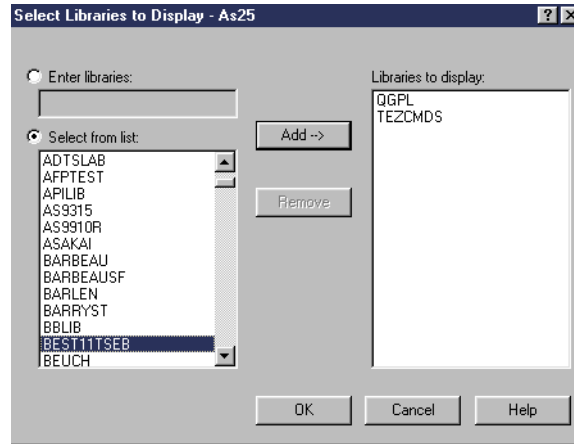 Select Libraries to Display - As25
Enter libraries:
Select from list:
ADTSLAB
AFPTEST
APILIB
AS9315
AS9910R
ASAKAI
BARBEAU
BARBEAUSF
BARLEN
BARRYST
BBLIB
BEST11TSEB
BEUCH
Add -->
Remove
Libraries to display:
QGPL
TEZCMDS
OK
Cancel
Help